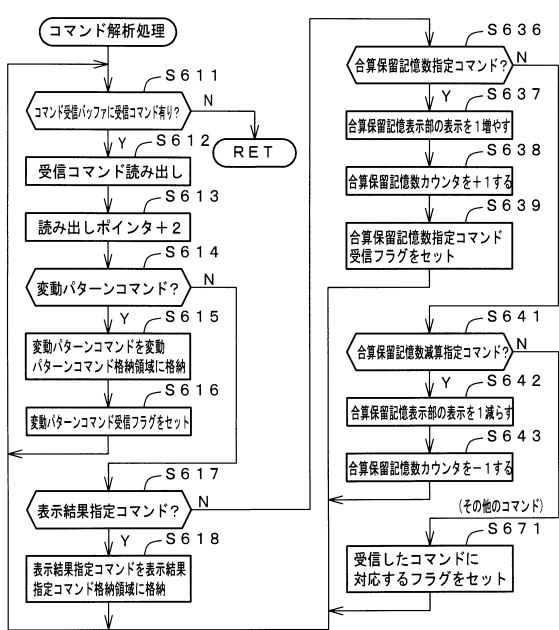 コマンド解析処理
S611
コマンド受信バッファに受信コマンド有り?
N
Y
RET
S612
受信コマンド読み出し
S613
読み出しポインタ+2
S614
変動パターンコマンド?
N
Y
S615
変動パターンコマンドを変動
パターンコマンド格納領域に格納
S616
変動パターンコマンド受信フラグをセット
S617
表示結果指定コマンド?
N
Y
S618
表示結果指定コマンドを表示結果
指定コマンド格納領域に格納
S636
合算保留記憶数指定コマンド?
N
Y
S637
合算保留記憶表示部の表示を1増やす
S638
合算保留記憶数カウンタを+1する
S639
合算保留記憶数指定コマンド
受信フラグをセット
S641
合算保留記憶数減算指定コマンド?
N
Y
S642
合算保留記憶表示部の表示を1減らす
S643
合算保留記憶数カウンタを-1する
(その他のコマンド)
S671
受信したコマンドに
対応するフラグをセット